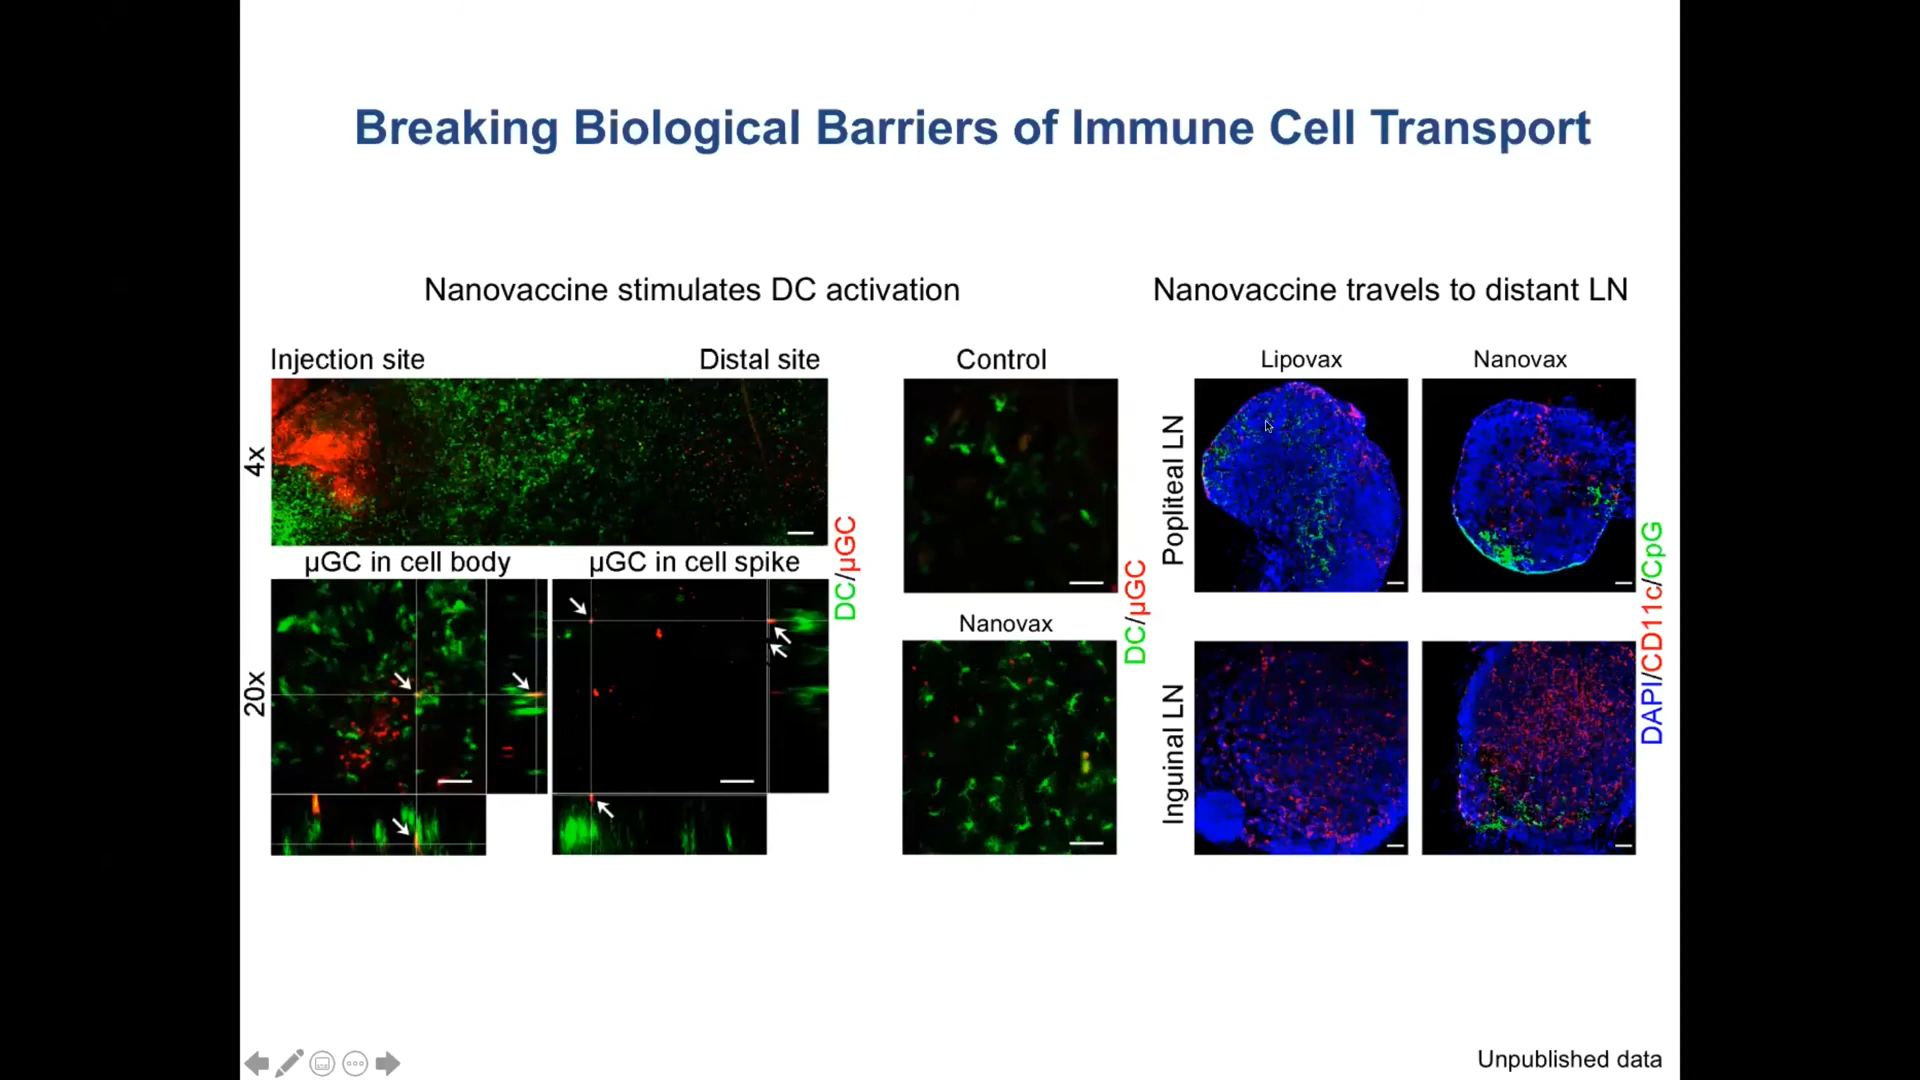 Breaking Biological Barriers of Immune Cell Transport
Nanovaccine stimulates DC activation
Injection site
Distal site
4x
µGC in cell body
µGC in cell spike
20x
DC/µGC
Control
Nanovax
DC/µGC
Nanovaccine travels to distant LN
Lipovax
Nanovax
Popliteal LN
Inguinal LN
DAPI/CD11c/CpG
Unpublished data